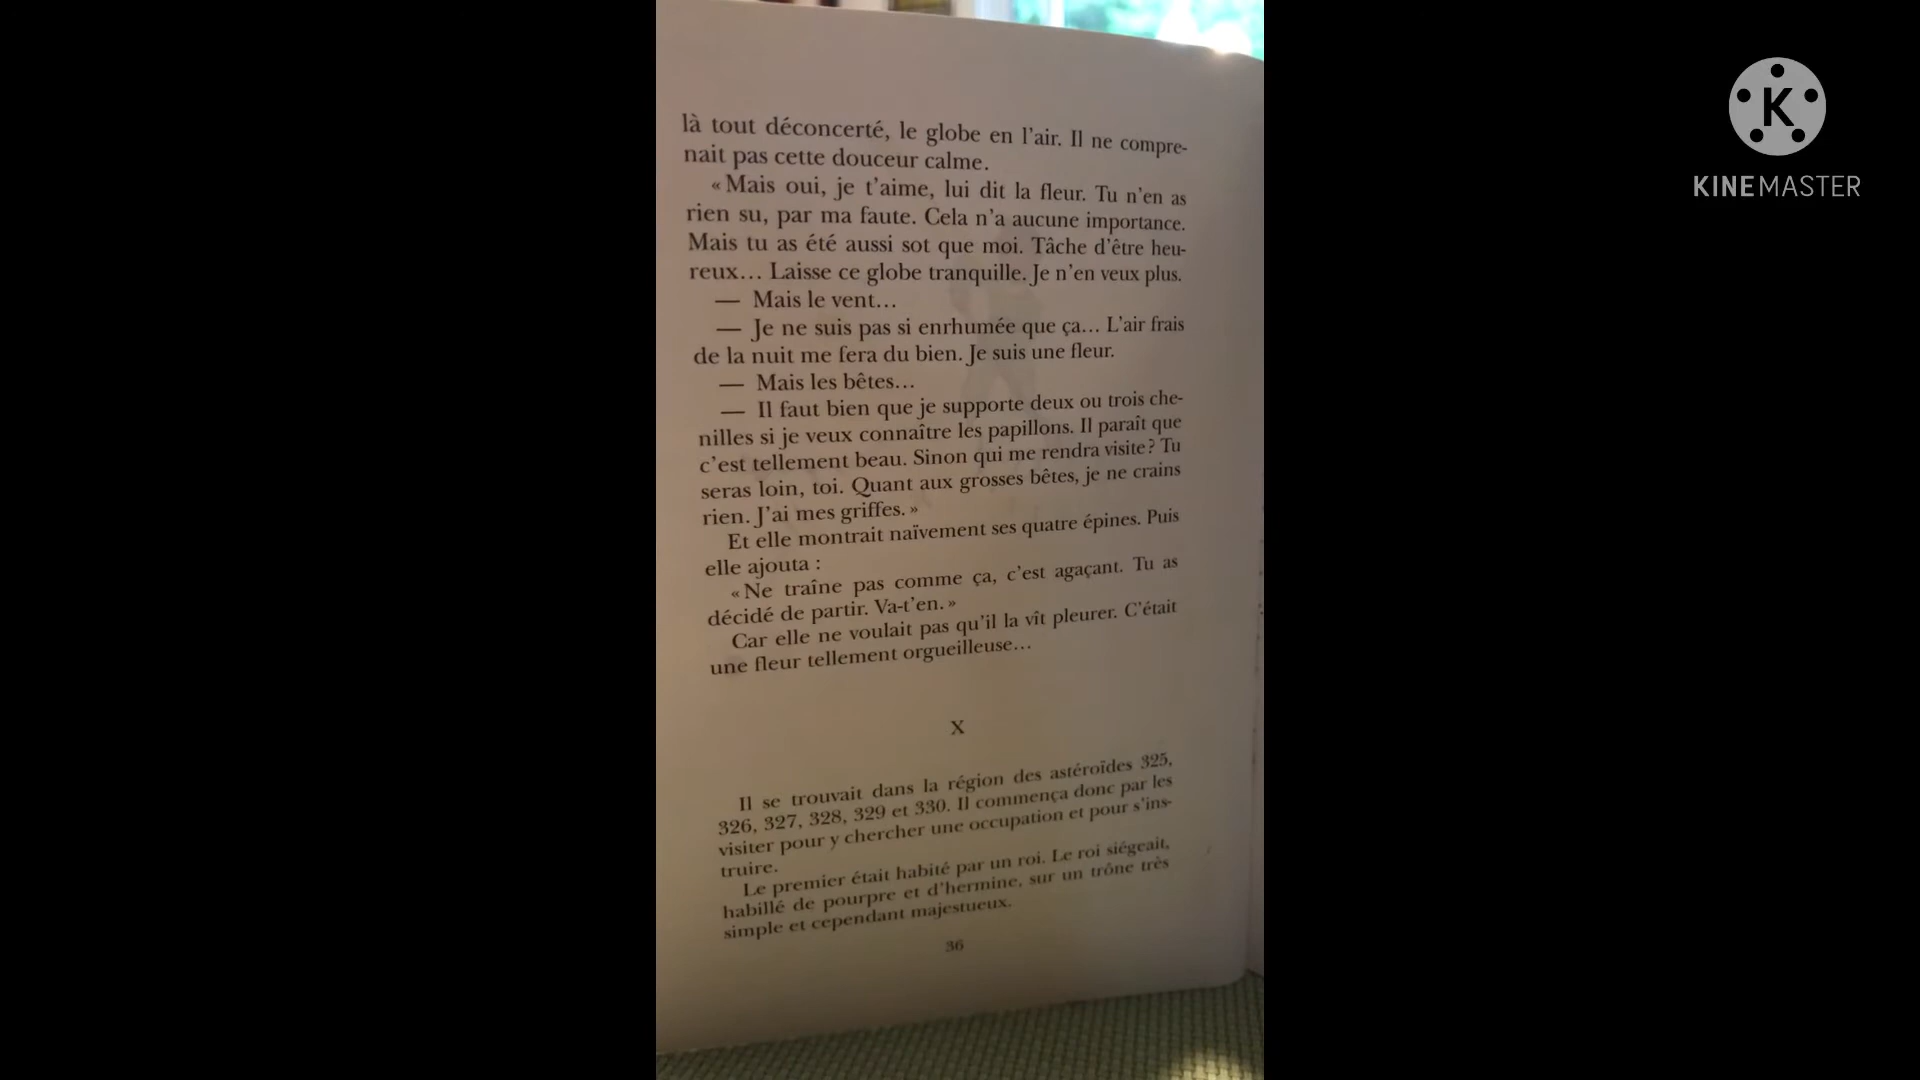 là tout déconcerté, le globe en l'air. Il ne compre-
nait pas cette douceur calme.
« Mais oui, je t'aime, lui dit la fleur. Tu n'en as
rien su, par ma faute. Cela n'a aucune importance.
Mais tu as été aussi sot que moi. Tâche d'être heu-
reux… Laisse ce globe tranquille. Je n'en veux plus.
— Mais le vent…
— Je ne suis pas si enrhumée que ça… L'air frais
de la nuit me fera du bien. Je suis une fleur.
— Mais les bêtes…
— Il faut bien que je supporte deux ou trois che-
nilles si je veux connaître les papillons. Il paraît que
c'est tellement beau. Sinon qui me rendra visite ? Tu
seras loin, toi. Quant aux grosses bêtes, je ne crains
rien. J'ai mes griffes. »
Et elle montrait naïvement ses quatre épines. Puis
elle ajouta :
« Ne traîne pas comme ça, c'est agaçant. Tu as
décidé de partir. Va-t'en. »
Car elle ne voulait pas qu'il la vît pleurer. C'était
une fleur tellement orgueilleuse…
X
Il se trouvait dans la région des astéroïdes 325,
326, 327, 328, 329 et 330. Il commença donc par les
visiter pour y chercher une occupation et pour s'ins-
truire.
Le premier était habité par un roi. Le roi siégeait,
habillé de pourpre et d'hermine, sur un trône très
simple et cependant majestueux.
36
K
KINEMASTER